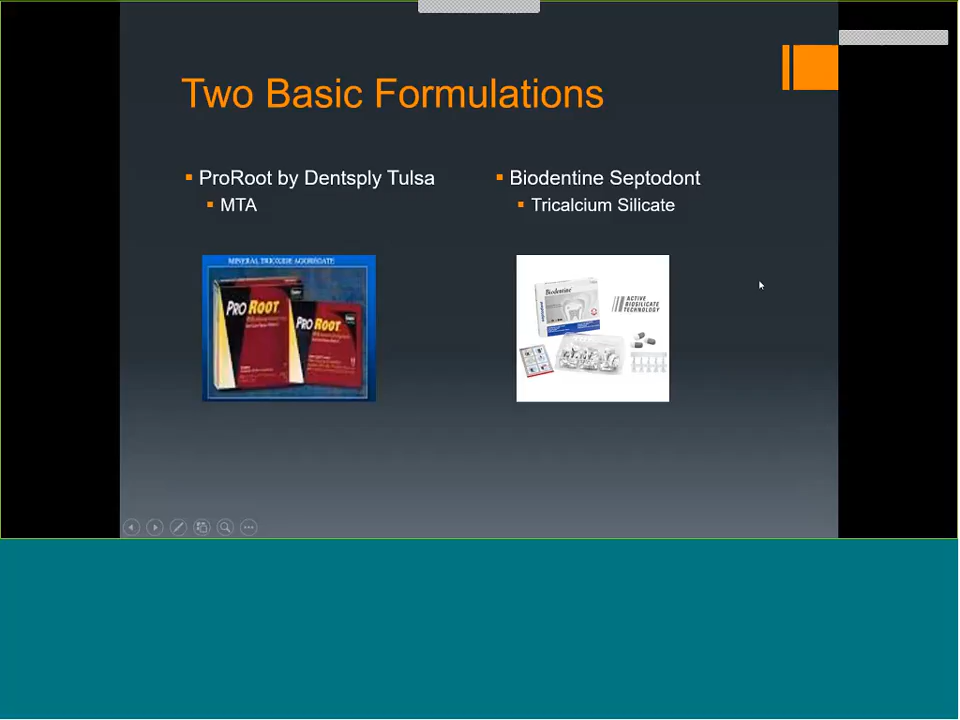 Two Basic Formulations
ProRoot by Dentsply Tulsa
MTA
Biodentine Septodont
Tricalcium Silicate
MINERAL TRIOXIDE AGGREGATE
PRO ROOT
PRO ROOT
Biodentine
ACTIVE
BIOSILICATE
TECHNOLOGY